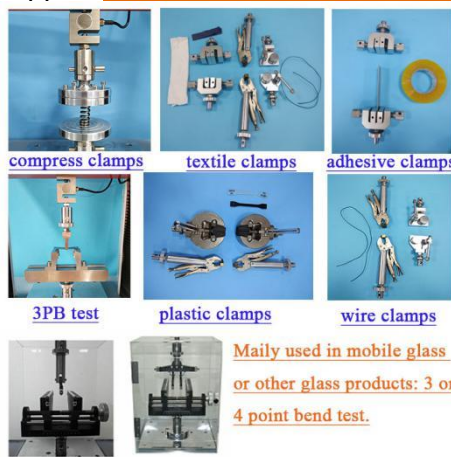 compress clamps
textile clamps
adhesive clamps
3PB test
plastic clamps
wire clamps
Maily used in mobile glass
or other glass products: 3 or
4 point bend test.